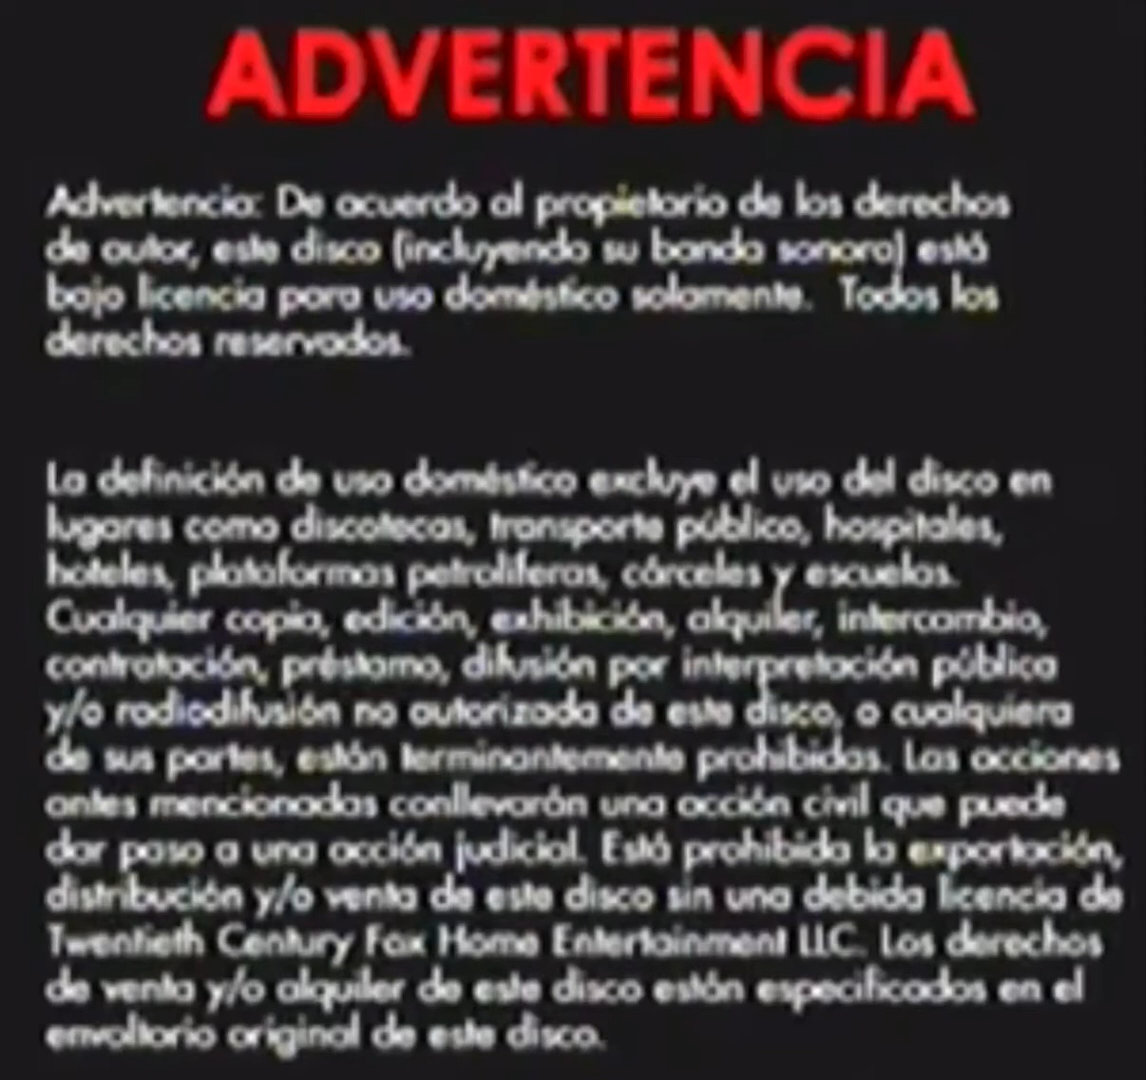 ADVERTENCIA
Advertencia: De acuerdo al propietario de los derechos
de autor, este disco (incluyendo su banda sonora) está
bajo licencia para uso doméstico solamente. Todos los
derechos reservados.
La definición de uso doméstico excluye el uso del disco en
lugares como discotecas, transporte público, hospitales,
hoteles, plataformas petrolíferas, cárceles y escuelas.
Cualquier copia, edición, exhibición, alquiler, intercambio,
contratación, préstamo, difusión por interpretación pública
y/o radiodifusión no autorizada de este disco, o cualquiera
de sus partes, están terminantemente prohibidas. Las acciones
antes mencionadas conllevarán una acción civil que puede
dar paso a una acción judicial. Está prohibida la exportación,
distribución y/o venta de este disco sin una debida licencia de
Twentieth Century Fox Home Entertainment LLC. Los derechos
de venta y/o alquiler de este disco están especificados en el
envoltorio original de este disco.